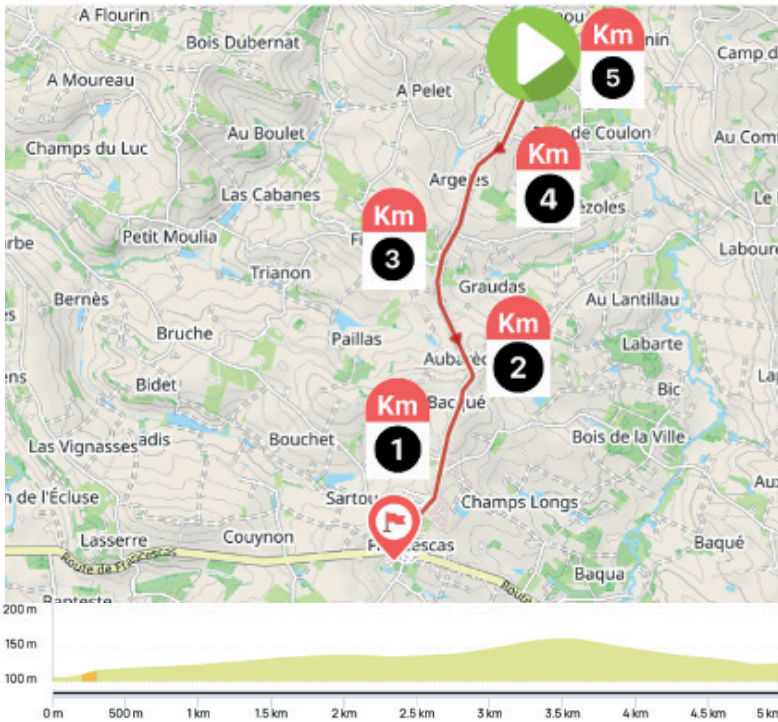 A Flourin
Km
Bois Dubernat
5
Camp d
A Moureau
A Pelet
Au Boulet
de Coulon
Km
Au Com
Champs du Luc
4
Las Cabanes
Km
3
Petit Moulia
Trianon
Labour
Graudas
Bernès
Au Lantillau
Km
2
Bruche
Paillas
Labarte
Bidet
Km
1
Bacqué
Bic
Las Vignasses
adis
Bouchet
Bois de la Ville
n de l'Écluse
Sartou
Champs Longs
Lasserre
Couynon
Francescas
Baqué
Route de Francescas
Route
Baqua
Banteste
200 m
150 m
100 m
0 m 500 m 1 km 1.5 km 2 km 2.5 km 3 km 3.5 km 4 km 4.5 km 5 km